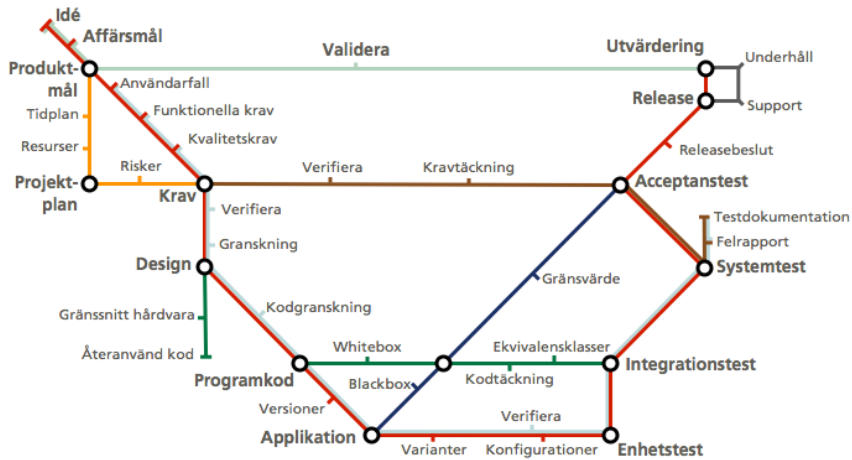 Idé
Affärsmål
Validera
Utvärdering
Underhåll
Produkt-
mål
Användarfall
Release
Support
Tidplan
Funktionella krav
Kvalitetskrav
Resurser
Releasebeslut
Risker
Verifiera
Kravtäckning
Projekt-
plan
Krav
Acceptanstest
Verifiera
Testdokumentation
Granskning
Felrapport
Design
Systemtest
Gränsvärde
Kodgranskning
Gränssnitt hårdvara
Whitebox
Ekvivalensklasser
Återanvänd kod
Integrationstest
Programkod
Blackbox
Kodtäckning
Versioner
Verifiera
Applikation
Varianter
Konfigurationer
Enhetstest